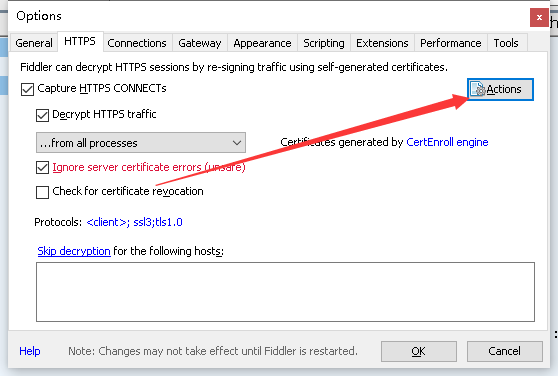 Options
x
General HTTPS Connections Gateway Appearance Scripting Extensions Performance Tools
Fiddler can decrypt HTTPS sessions by re-signing traffic using self-generated certificates.
Capture HTTPS CONNECTs
Actions
Decrypt HTTPS traffic
...from all processes
Certificates generated by CertEnroll engine
Ignore server certificate errors (unsafe)
Check for certificate revocation
Protocols: <client>; ssl3;tls1.0
Skip decryption for the following hosts:
Help
Note: Changes may not take effect until Fiddler is restarted.
OK
Cancel